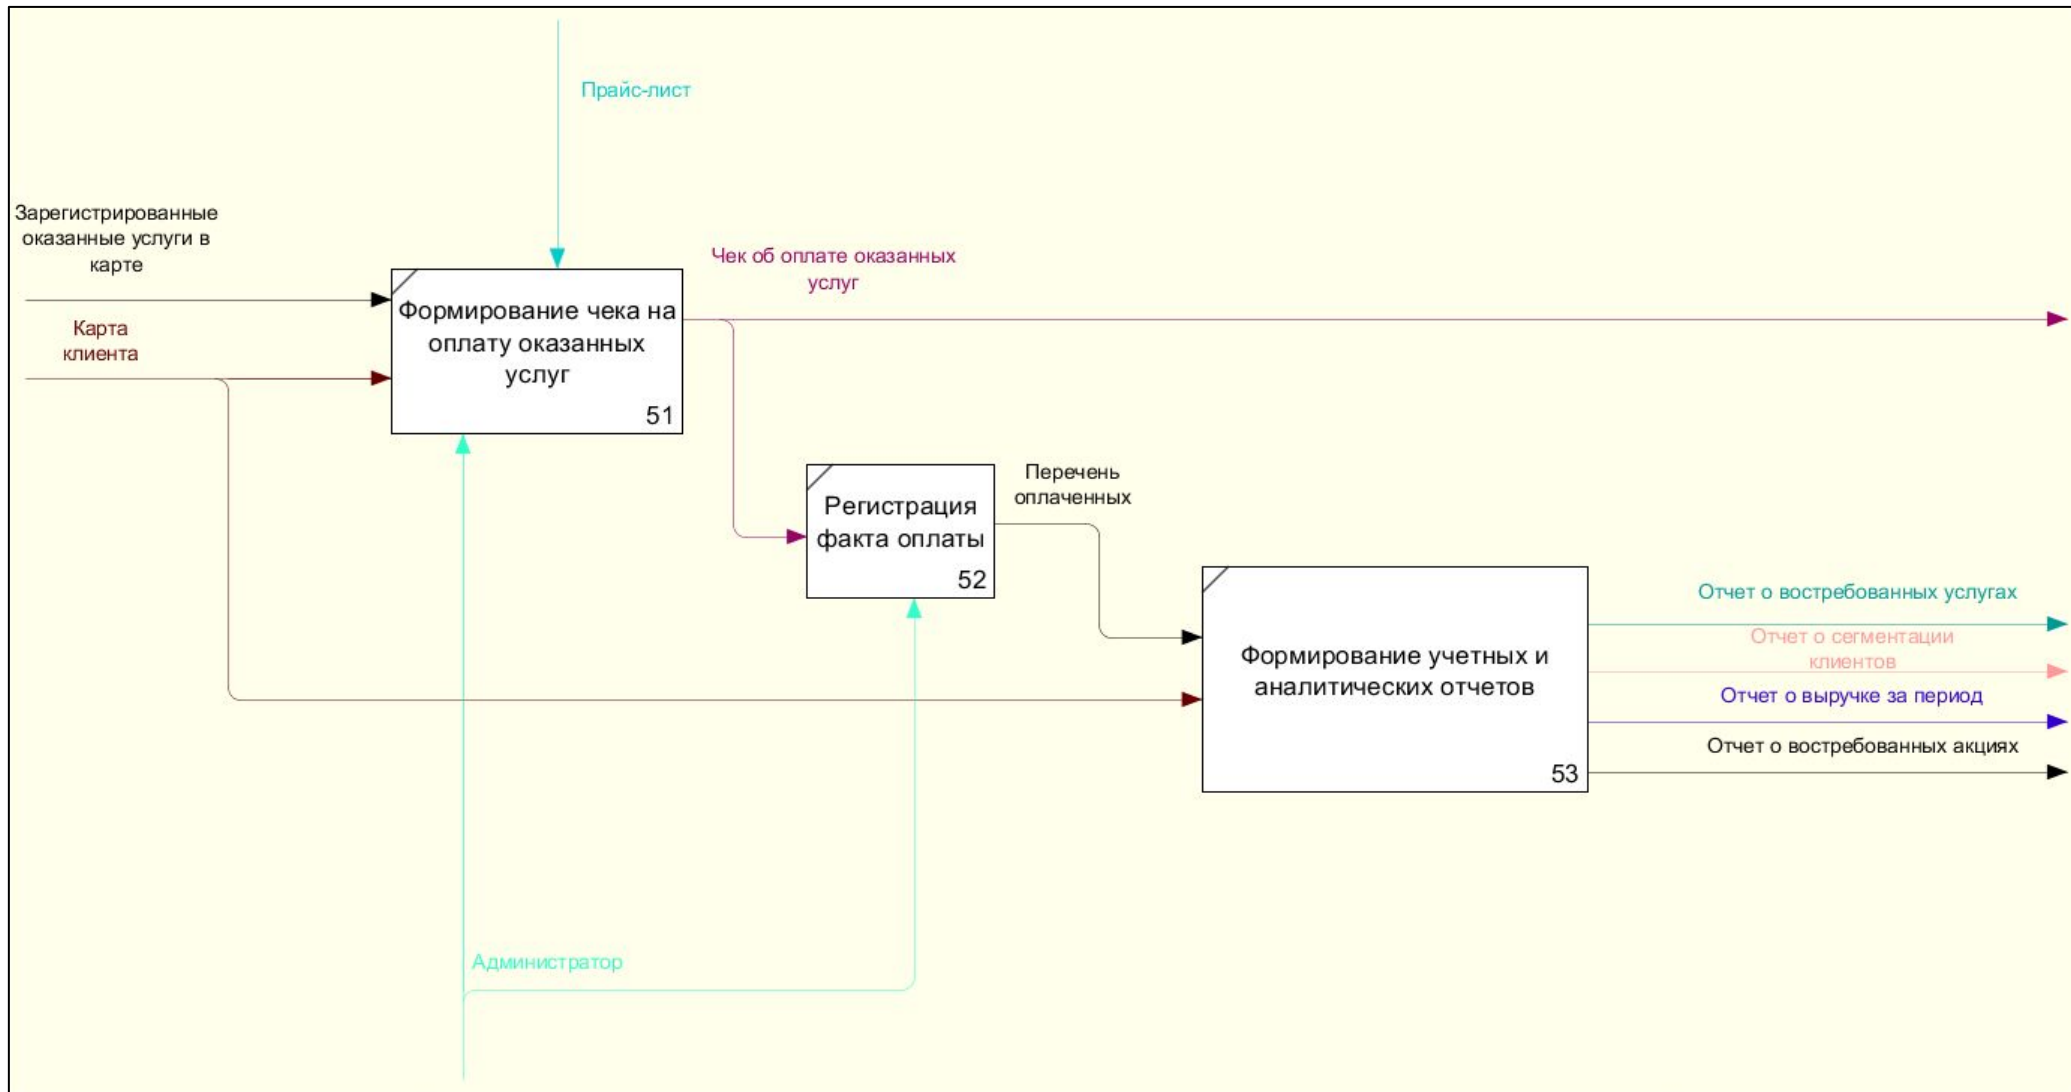 Прайс-лист
Зарегистрированные
оказанные услуги в
карте
Карта
клиента
Формирование чека на
оплату оказанных
услуг
51
Чек об оплате оказанных
услуг
Регистрация
факта оплаты
52
Перечень
оплаченных
Формирование учетных и
аналитических отчетов
53
Отчет о востребованных услугах
Отчет о сегментации
клиентов
Отчет о выручке за период
Отчет о востребованных акциях
Администратор